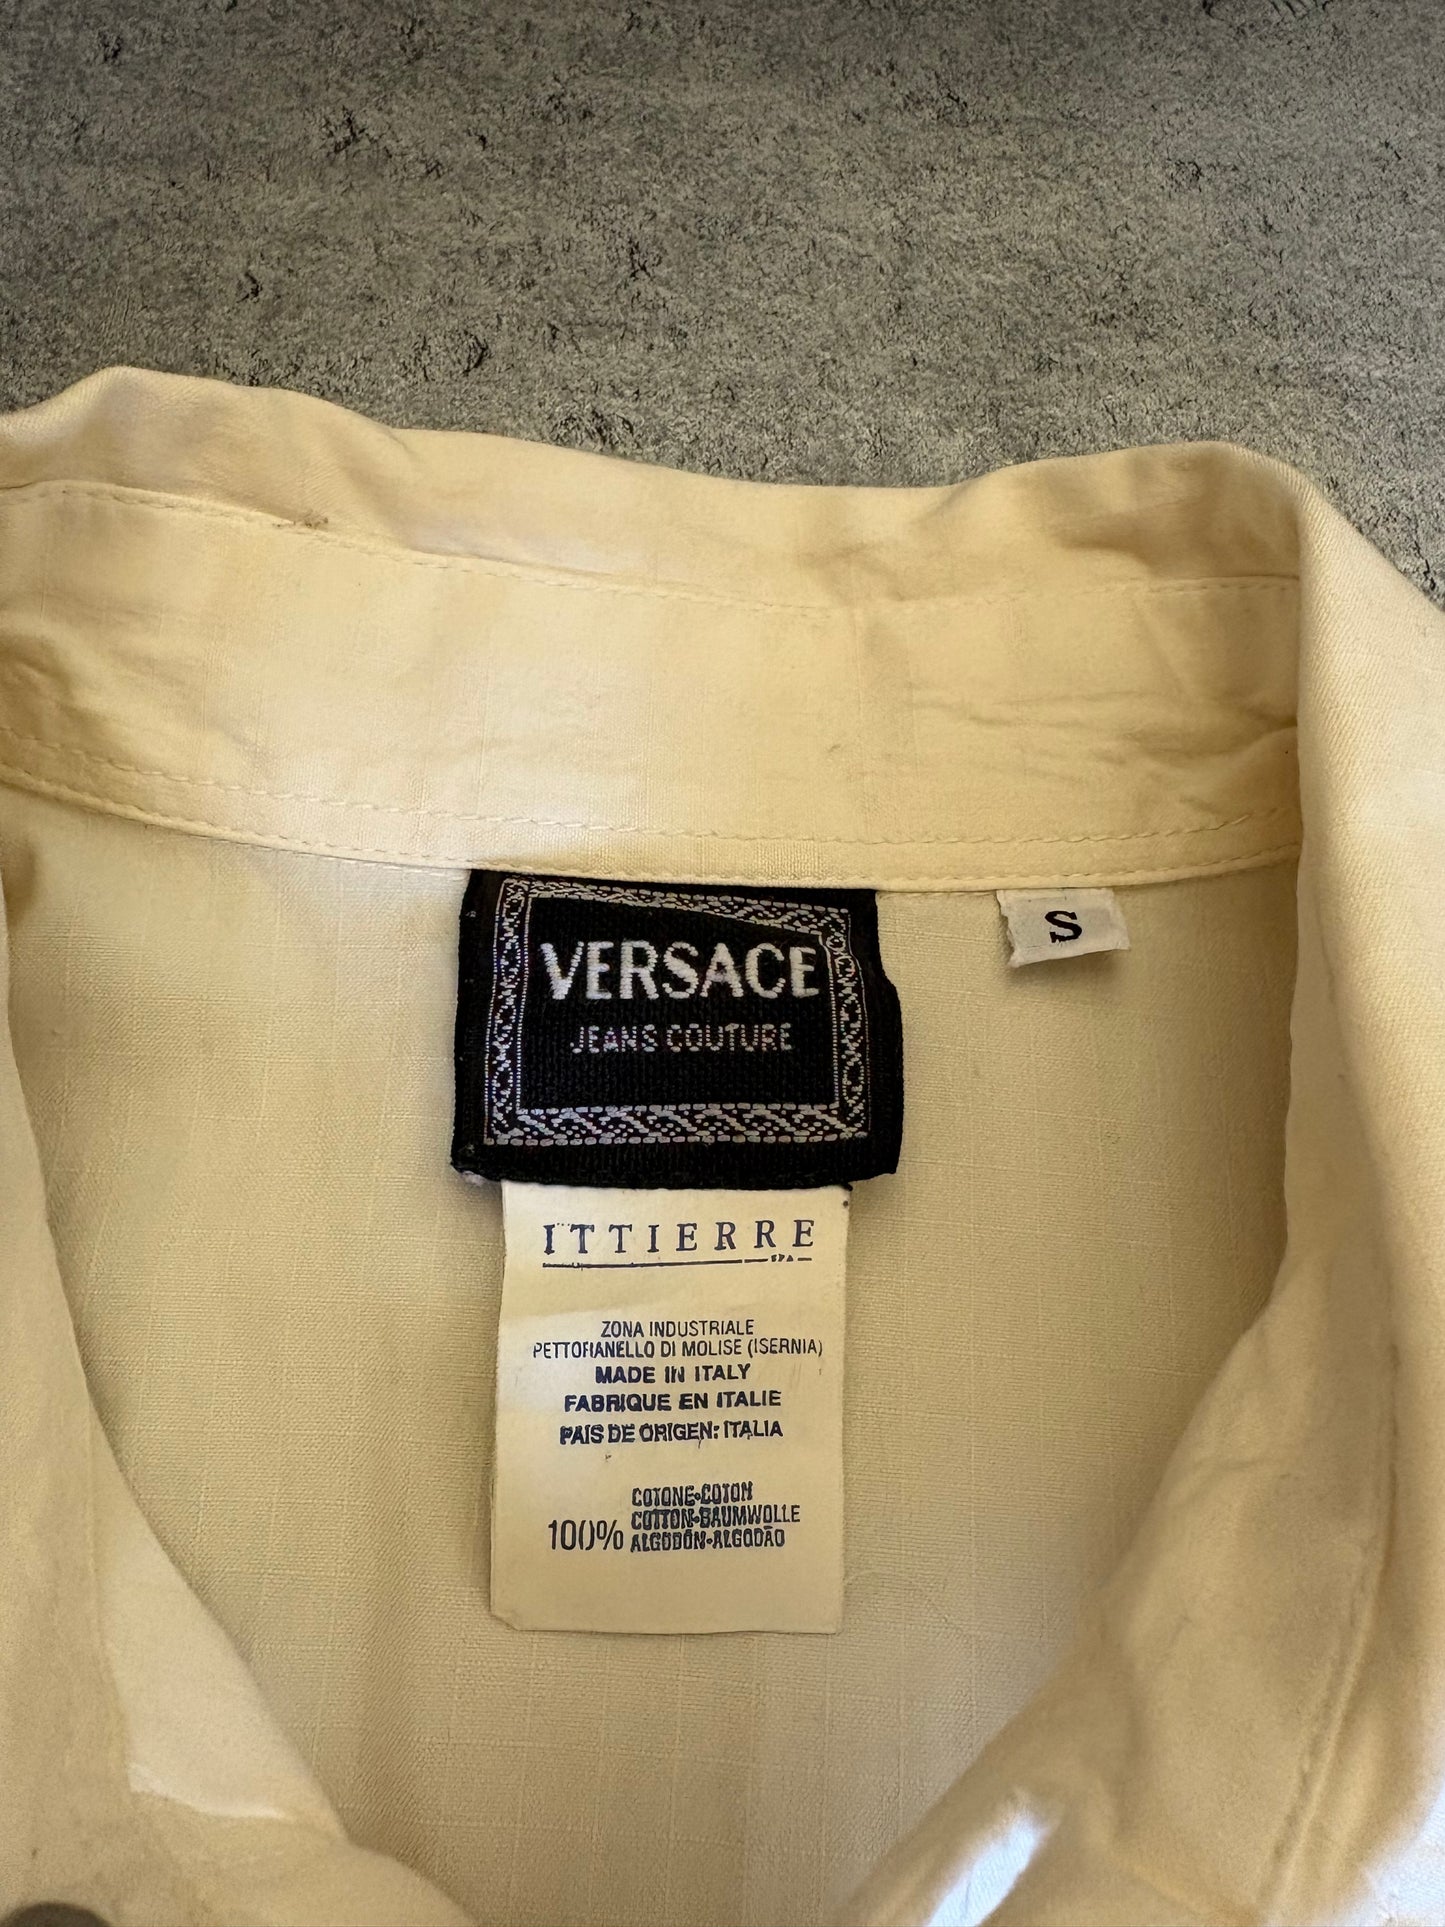 VERSACE
JEANS COUTURE
S
ITTIERRE
SPA
ZONA INDUSTRIALE
PETTORANELLO DI MOLISE (ISERNIA)
MADE IN ITALY
FABRIQUE EN ITALIE
PAIS DE ORIGEN: ITALIA
100%
COTONE-COTON
COTTON-BAUMWOLLE
ALGODÓN-ALGODÃO